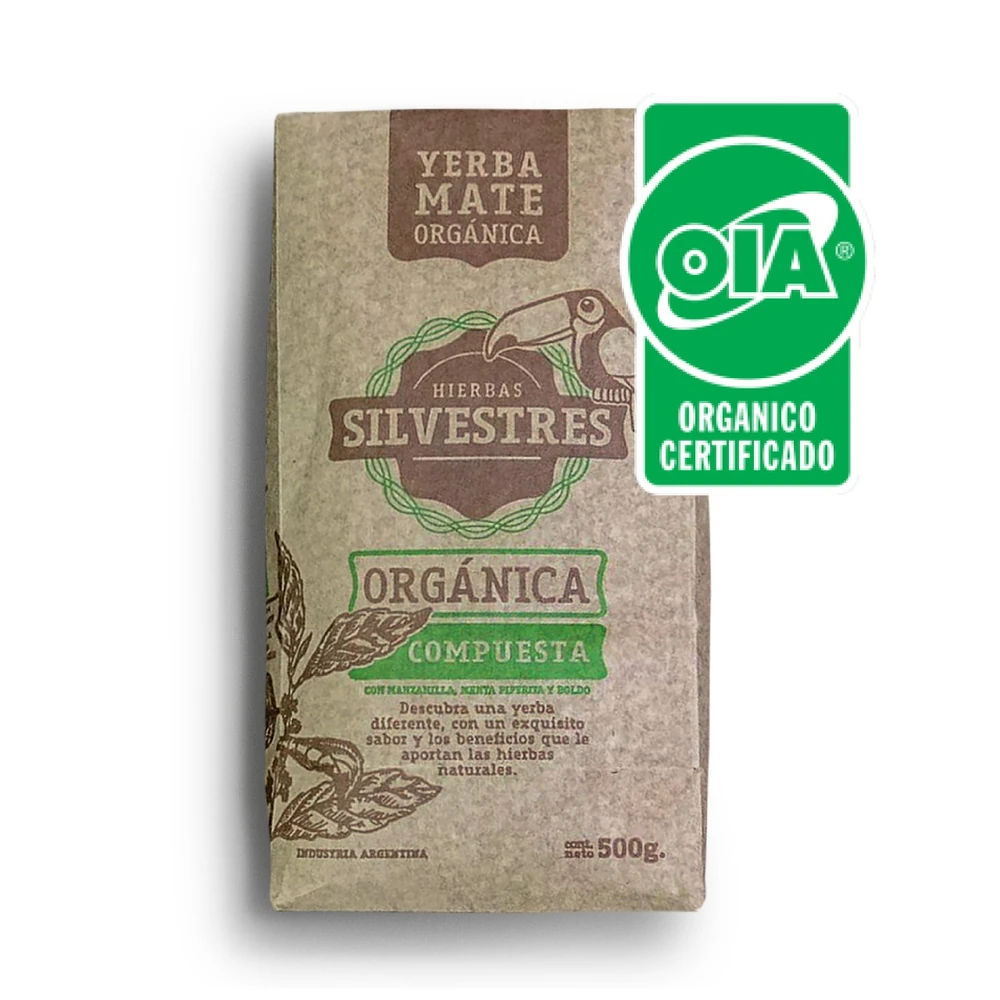 YERBA
MATE
ORGÁNICA
OIA®
ORGANICO
CERTIFICADO
HIERBAS
SILVESTRES
ORGÁNICA
COMPUESTA
CON MANZANILLA, MENTA PIPERITA Y BOLDO
Descubra una yerba
diferente, con un exquisito
sabor y los beneficios que le
aportan las hierbas
naturales.
INDUSTRIA ARGENTINA
cont.
neto 500g.